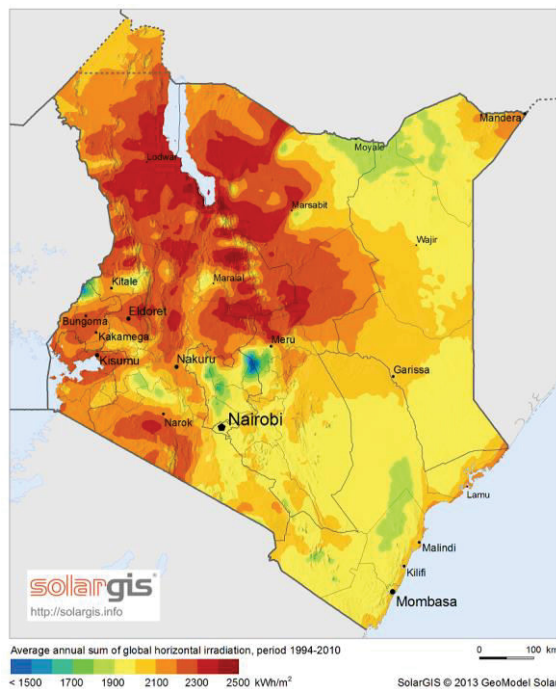 Lodwar
Moyale
Mandera
Marsabit
Wajir
Kitale
Maralal
Bungoma
Eldoret
Kakamega
Kisumu
Nakuru
Meru
Garissa
Narok
Nairobi
Lamu
Malindi
Kilifi
Mombasa
solargis
http://solargis.info
Average annual sum of global horizontal irradiation, period 1994-2010
0 100 km
< 1500 1700 1900 2100 2300 2500 kWh/m²
SolarGIS © 2013 GeoModel Solar